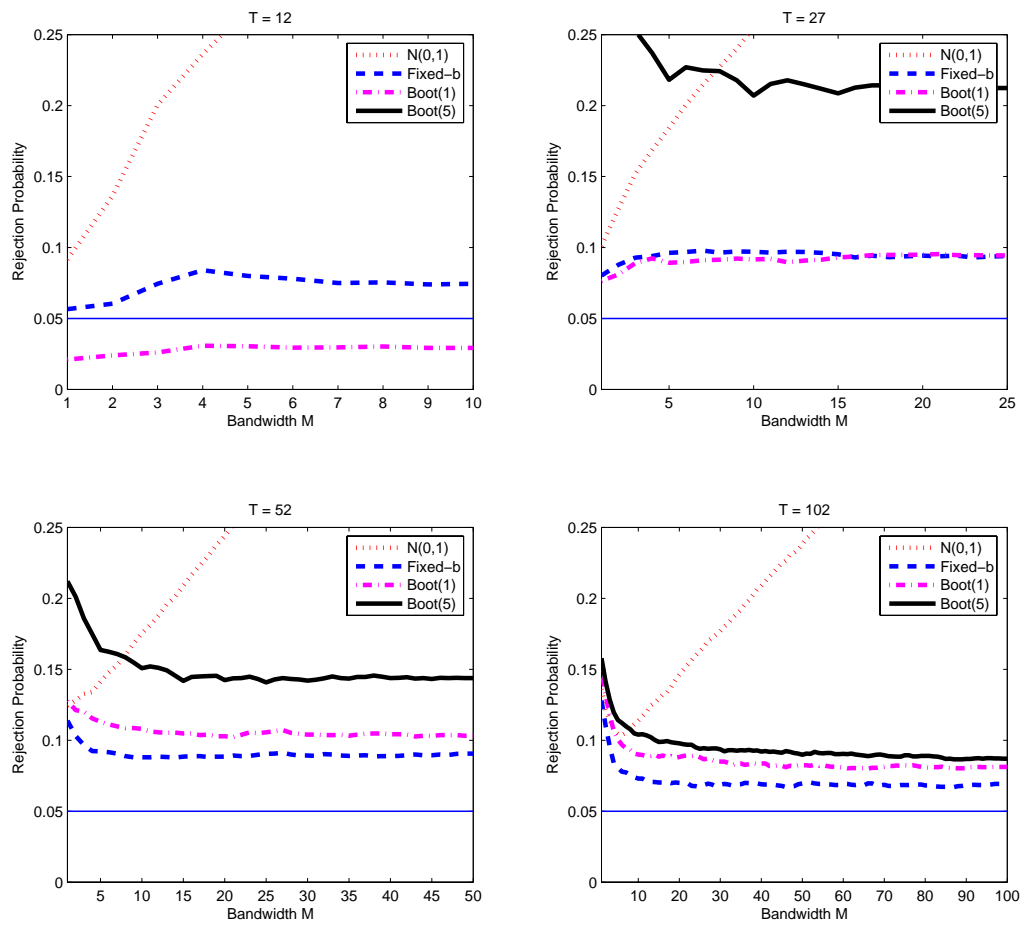 T = 12
0.25
0.2
0.15
0.1
0.05
0
Rejection Probability
N(0,1)
Fixed−b
Boot(1)
Boot(5)
1 2 3 4 5 6 7 8 9 10
Bandwidth M
T = 27
0.25
0.2
0.15
0.1
0.05
0
Rejection Probability
N(0,1)
Fixed−b
Boot(1)
Boot(5)
5 10 15 20 25
Bandwidth M
T = 52
0.25
0.2
0.15
0.1
0.05
0
Rejection Probability
N(0,1)
Fixed−b
Boot(1)
Boot(5)
5 10 15 20 25 30 35 40 45 50
Bandwidth M
T = 102
0.25
0.2
0.15
0.1
0.05
0
Rejection Probability
N(0,1)
Fixed−b
Boot(1)
Boot(5)
10 20 30 40 50 60 70 80 90 100
Bandwidth M